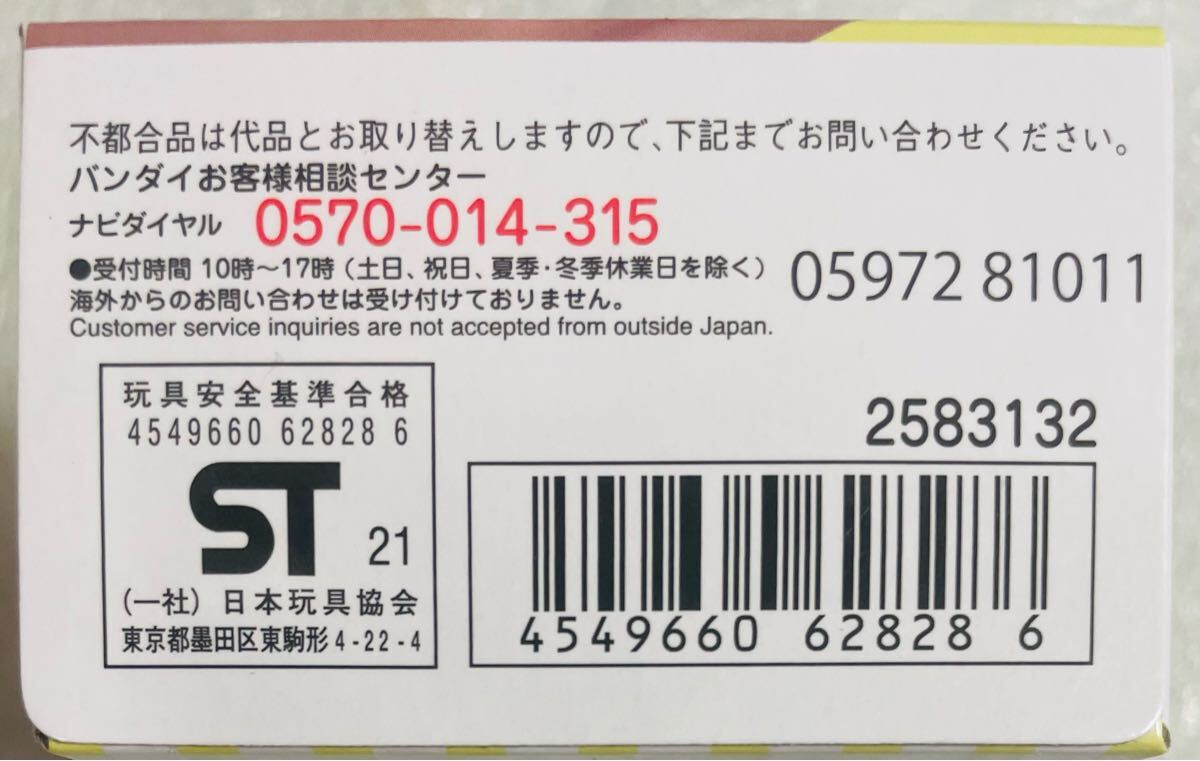 不都合品は代品とお取り替えしますので、下記までお問い合わせください。
バンダイお客様相談センター
ナビダイヤル 0570-014-315
●受付時間 10時～17時（土日、祝日、夏季・冬季休業日を除く）
海外からのお問い合わせは受け付けておりません。
Customer service inquiries are not accepted from outside Japan.
05972 81011
玩具安全基準合格
4549660 62828 6
ST 21
（一社）日本玩具協会
東京都墨田区東駒形4-22-4
2583132
4549660 62828 6